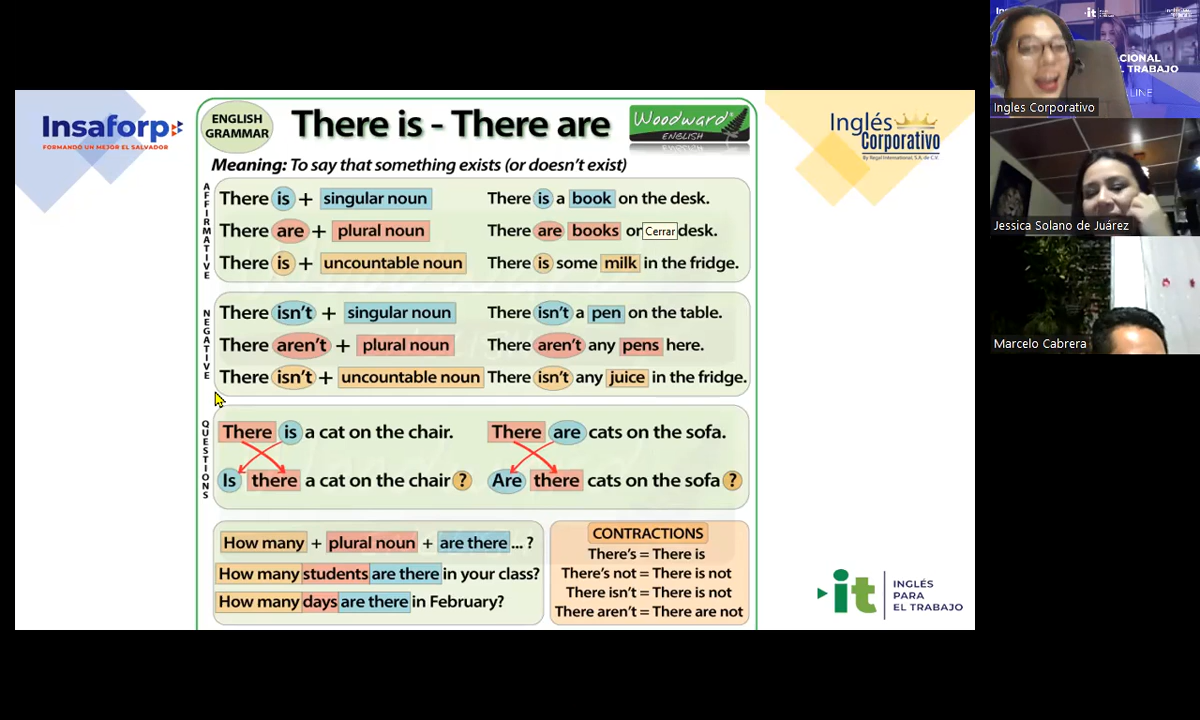 Insaforp
FORMANDO UN MEJOR EL SALVADOR
ENGLISH
GRAMMAR
There is - There are
Woodward®
ENGLISH
Inglés
Corporativo
By Regal International, S.A. de C.V.
Meaning: To say that something exists (or doesn't exist)
AFFIRMATIVE
There is + singular noun There is a book on the desk.
There are + plural noun There are books or Cerrar desk.
There is + uncountable noun There is some milk in the fridge.
NEGATIVE
There isn't + singular noun There isn't a pen on the table.
There aren't + plural noun There aren't any pens here.
There isn't + uncountable noun There isn't any juice in the fridge.
QUESTIONS
There is a cat on the chair. There are cats on the sofa.
Is there a cat on the chair ? Are there cats on the sofa ?
How many + plural noun + are there ... ?
How many students are there in your class?
How many days are there in February?
CONTRACTIONS
There's = There is
There's not = There is not
There isn't = There is not
There aren't = There are not
it
INGLÉS
PARA
EL TRABAJO
it
CIONAL
L TRABAJO
LINE
Ingles Corporativo
Jessica Solano de Juárez
Marcelo Cabrera